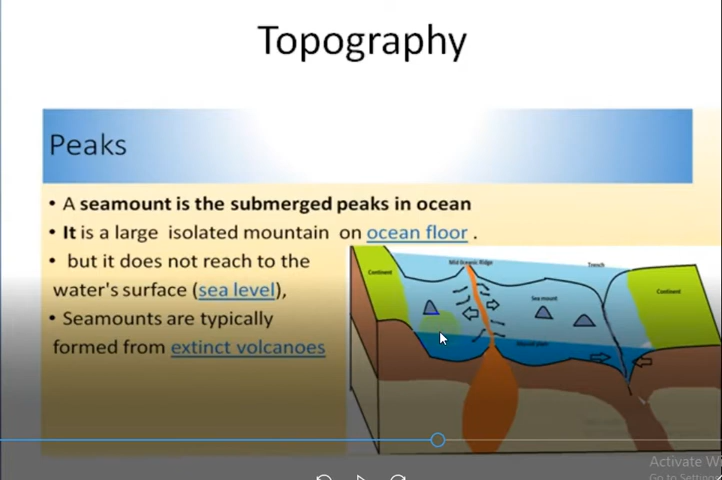 Topography
Peaks
• A seamount is the submerged peaks in ocean
• It is a large isolated mountain on ocean floor .
• but it does not reach to the
water's surface (sea level),
• Seamounts are typically
formed from extinct volcanoes
Continent
Mid Oceanic Ridge
Trench
Continent
Sea mount
Activate Wi
Go to Settings